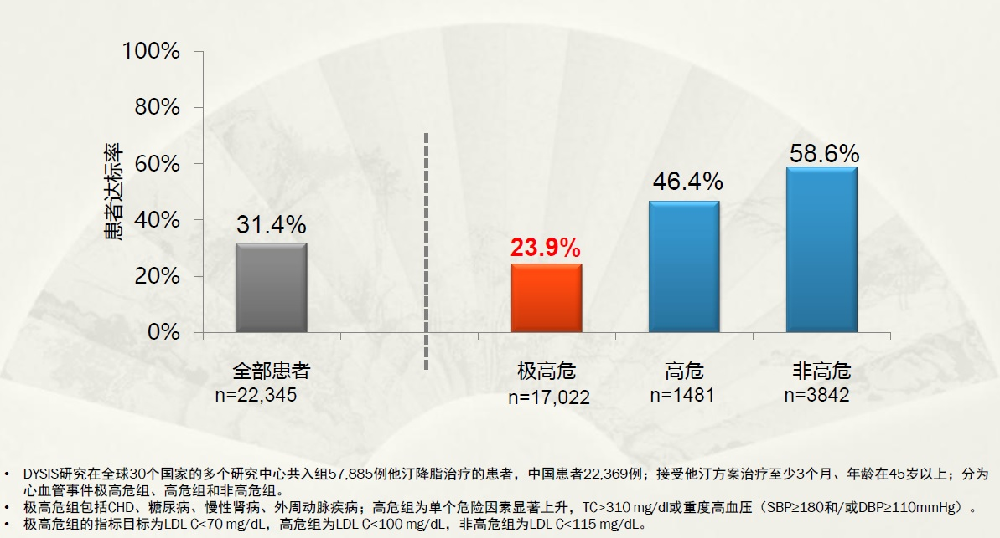 100%
80%
60%
40%
20%
0%
患者达标率
31.4%
23.9%
46.4%
58.6%
全部患者
n=22,345
极高危
n=17,022
高危
n=1481
非高危
n=3842
• DYSIS研究在全球30个国家的多个研究中心共入组57,885例他汀降脂治疗的患者，中国患者22,369例；接受他汀方案治疗至少3个月、年龄在45岁以上；分为
心血管事件极高危组、高危组和非高危组。
• 极高危组包括CHD、糖尿病、慢性肾病、外周动脉疾病；高危组为单个危险因素显著上升，TC>310 mg/dl或重度高血压（SBP≥180和/或DBP≥110mmHg）。
• 极高危组的指标目标为LDL-C<70 mg/dL，高危组为LDL-C<100 mg/dL，非高危组为LDL-C<115 mg/dL。